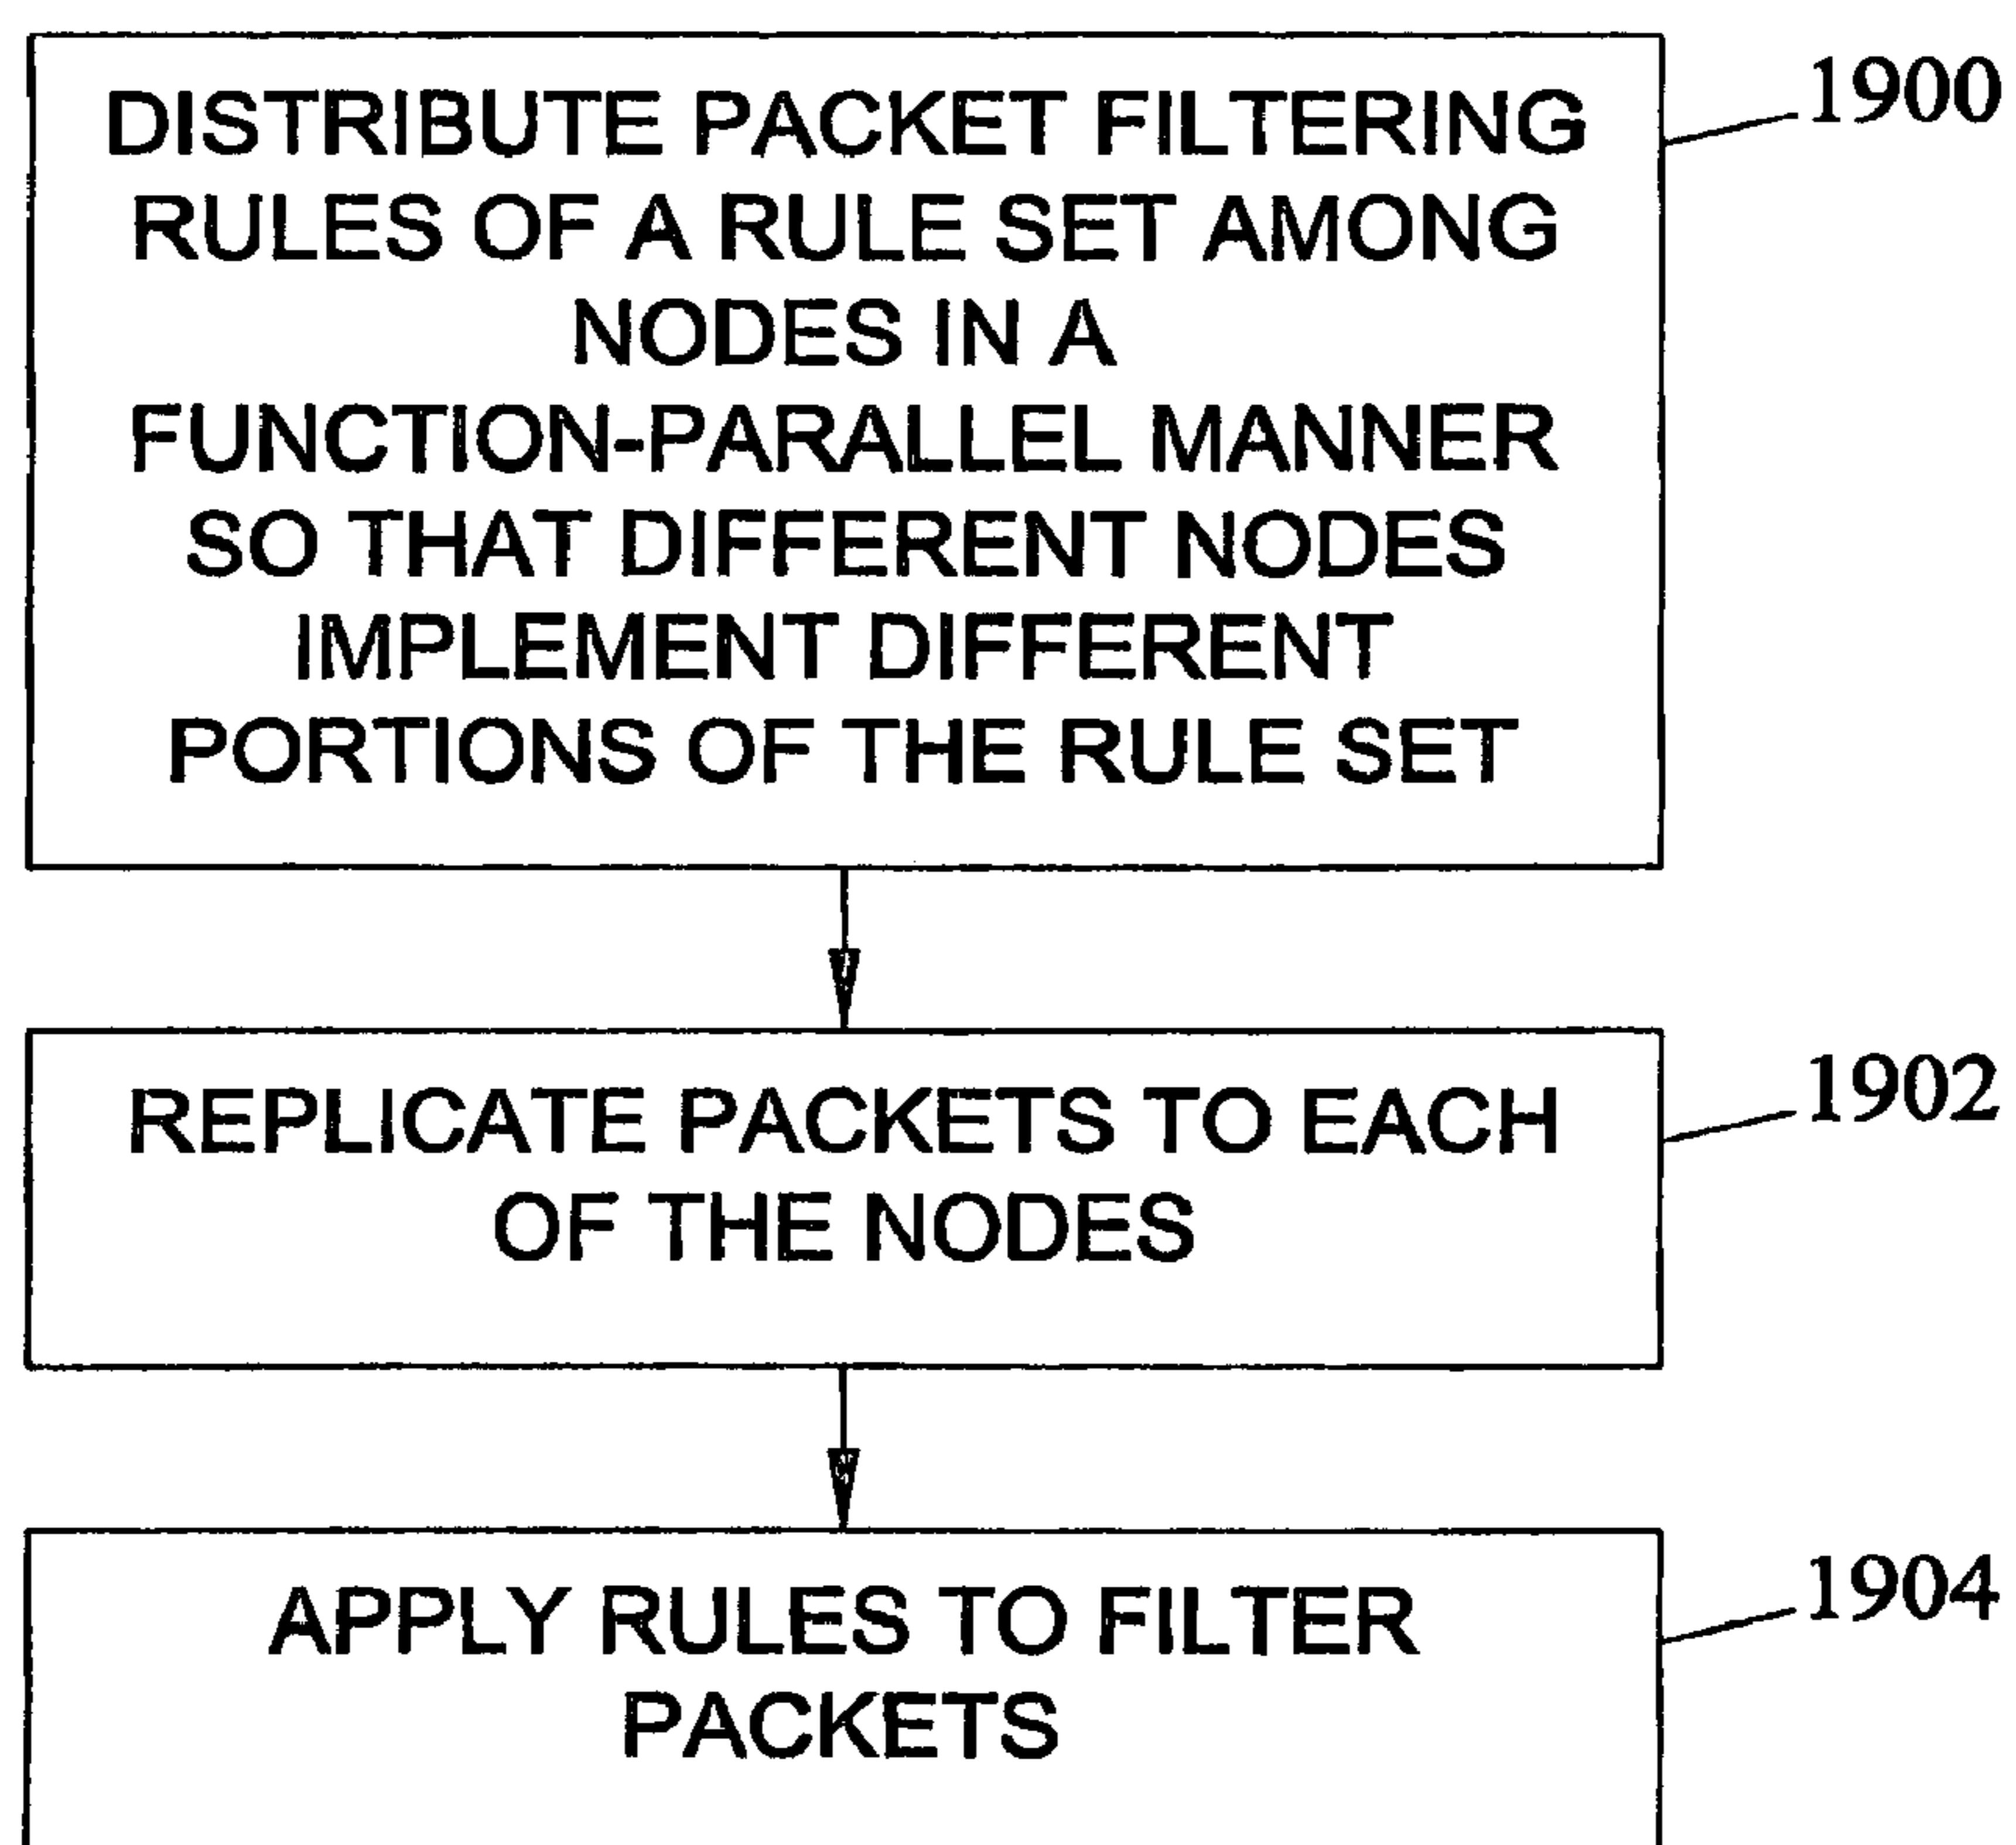 DISTRIBUTE PACKET FILTERING
RULES OF A RULE SET AMONG
NODES IN A
FUNCTION-PARALLEL MANNER
SO THAT DIFFERENT NODES
IMPLEMENT DIFFERENT
PORTIONS OF THE RULE SET
1900
REPLICATE PACKETS TO EACH
OF THE NODES
1902
APPLY RULES TO FILTER
PACKETS
1904